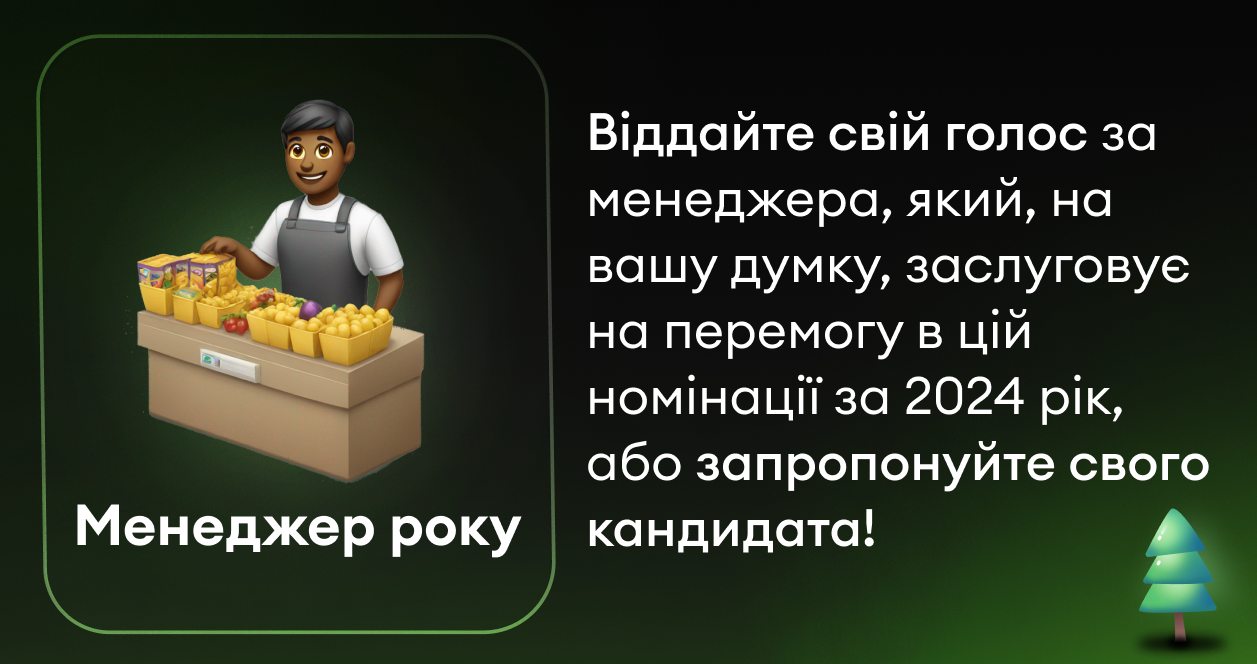 Менеджер року
Віддайте свій голос за
менеджера, який, на
вашу думку, заслуговує
на перемогу в цій
номінації за 2024 рік,
або запропонуйте свого
кандидата!